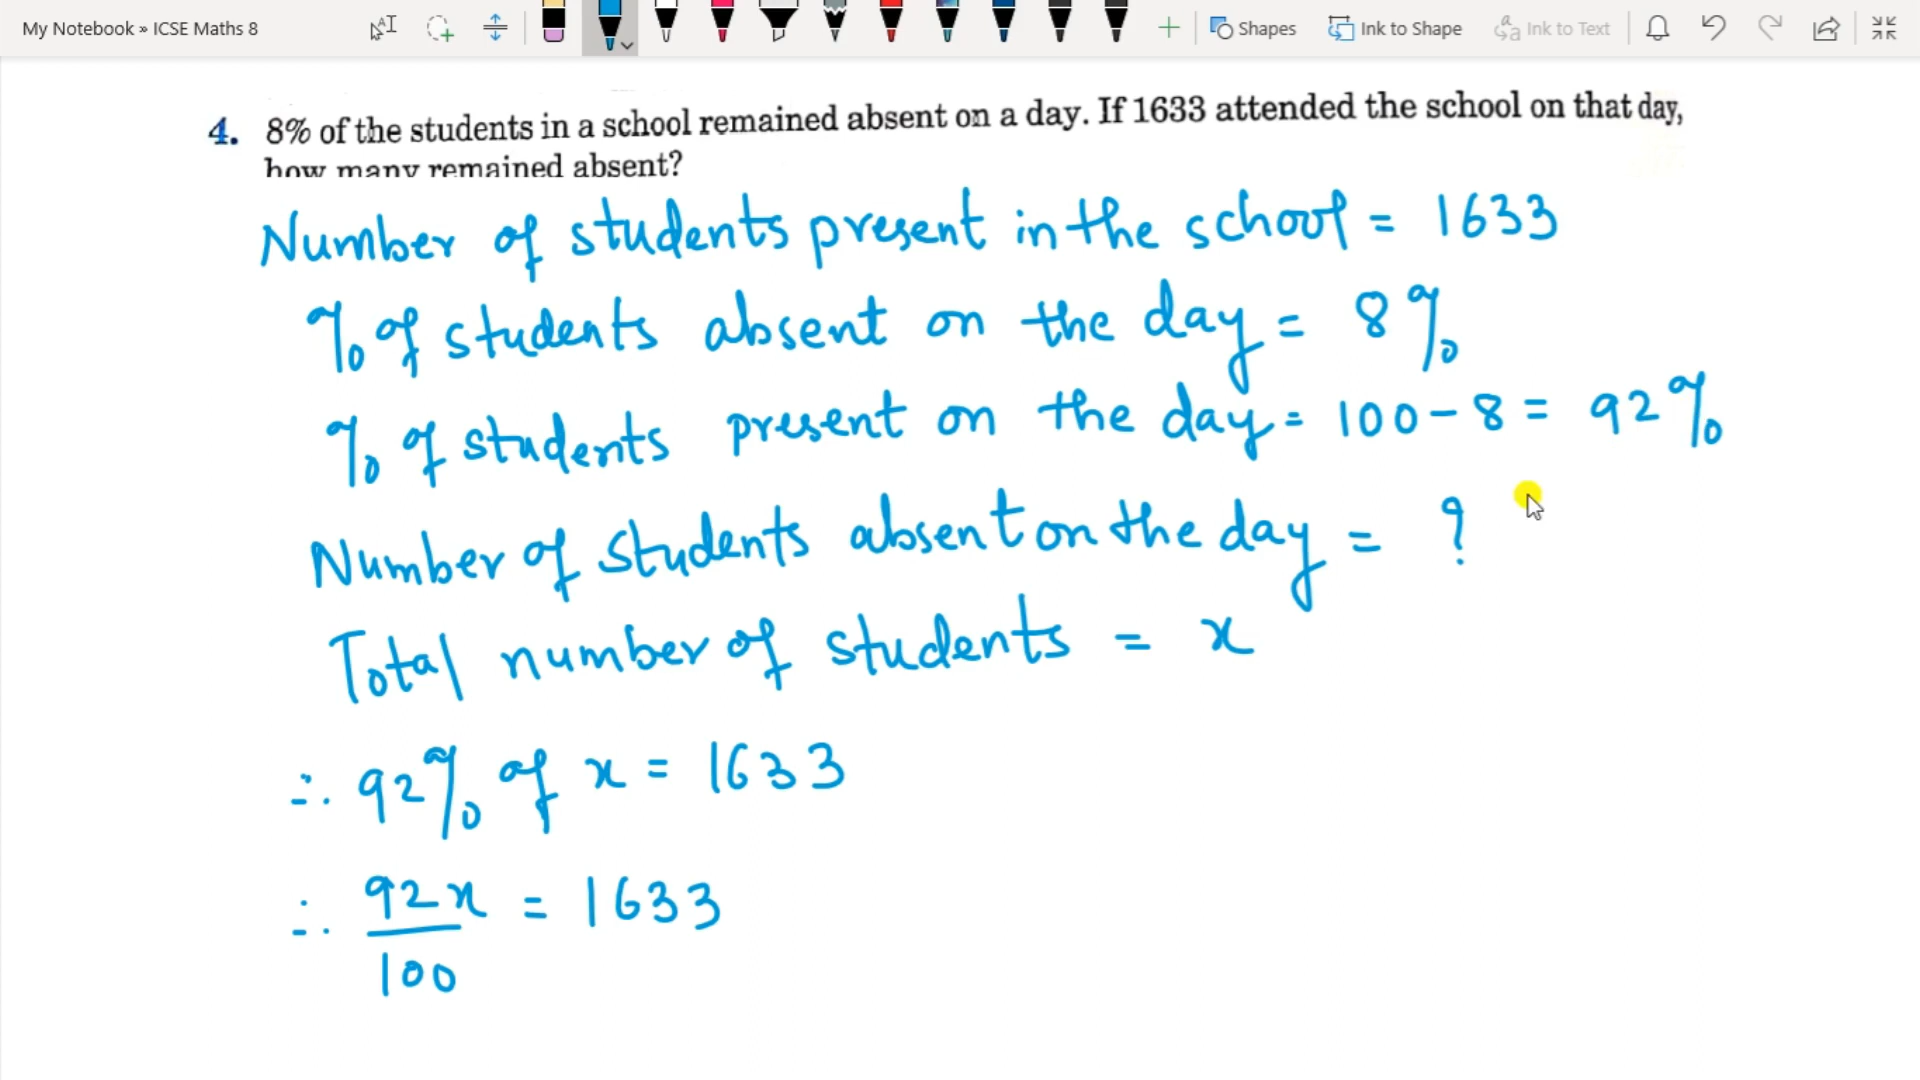 My Notebook » ICSE Maths 8
Shapes Ink to Shape Ink to Text
4. 8% of the students in a school remained absent on a day. If 1633 attended the school on that day,
how many remained absent?
Number of students present in the school = 1633
% of students absent on the day = 8%
% of students present on the day = 100 - 8 = 92%
Number of students absent on the day = ?
Total number of students = x
∴ 92% of x = 1633
∴ 92x = 1633
100